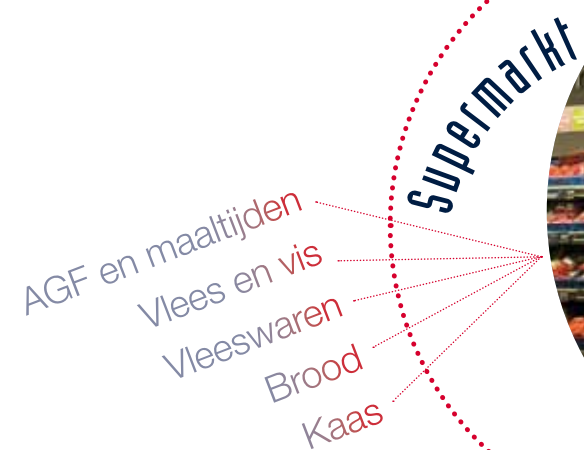 Supermarkt
AGF en maaltijden
Vlees en vis
Vleeswaren
Brood
Kaas